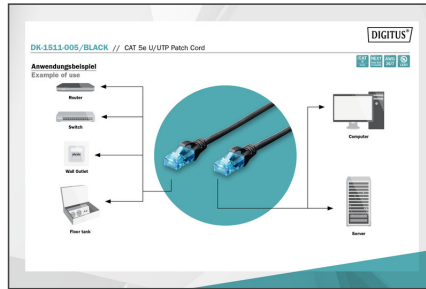 DIGITUS®
DK-1511-005/BLACK // CAT 5e U/UTP Patch Cord
Anwendungsbeispiel
Example of use
Router
Switch
Wall Outlet
Floor tank
Computer
Server